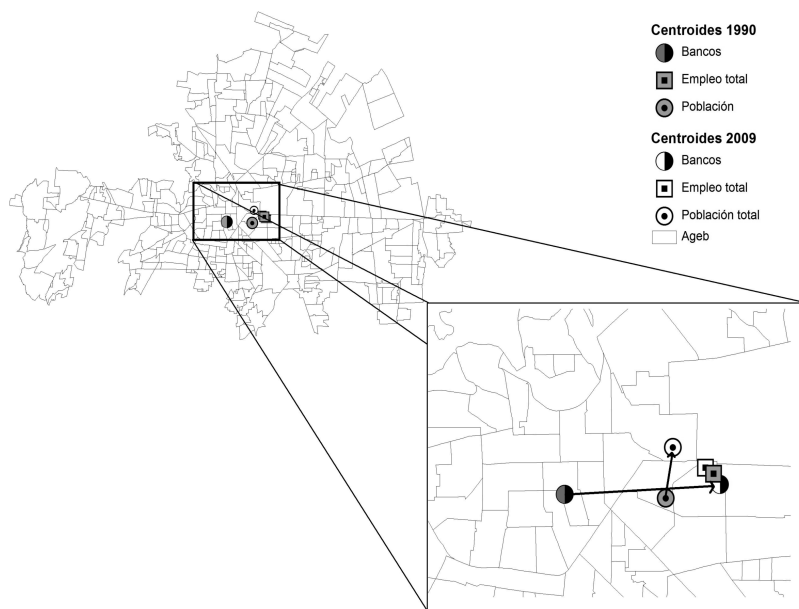 Centroides 1990
Bancos
Empleo total
Población
Centroides 2009
Bancos
Empleo total
Población total
Ageb